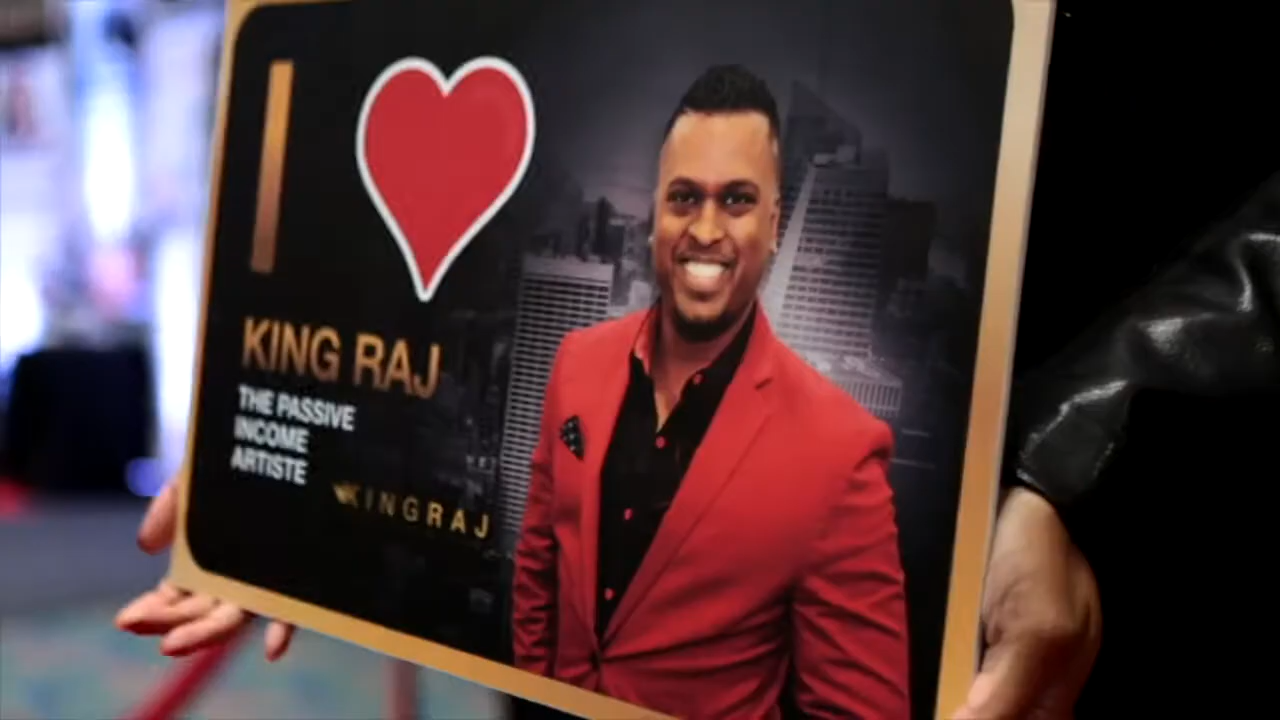 I
KING RAJ
THE PASSIVE
INCOME
ARTISTE
KINGRAJ